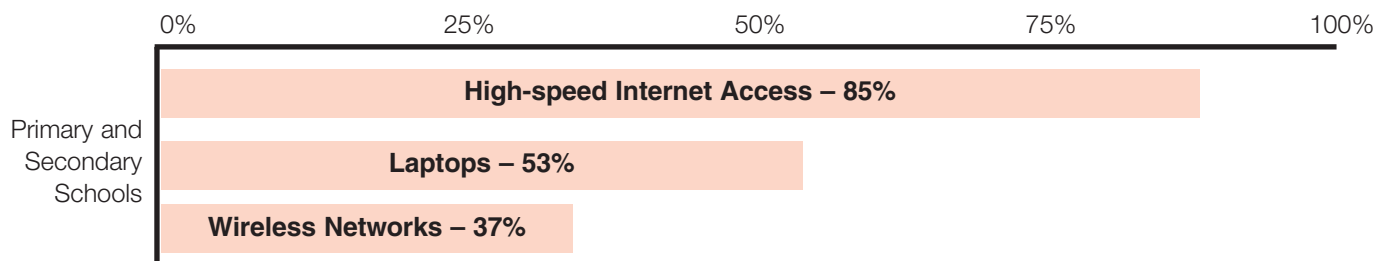 0% 25% 50% 75% 100%
High-speed Internet Access – 85%
Primary and
Secondary
Schools
Laptops – 53%
Wireless Networks – 37%